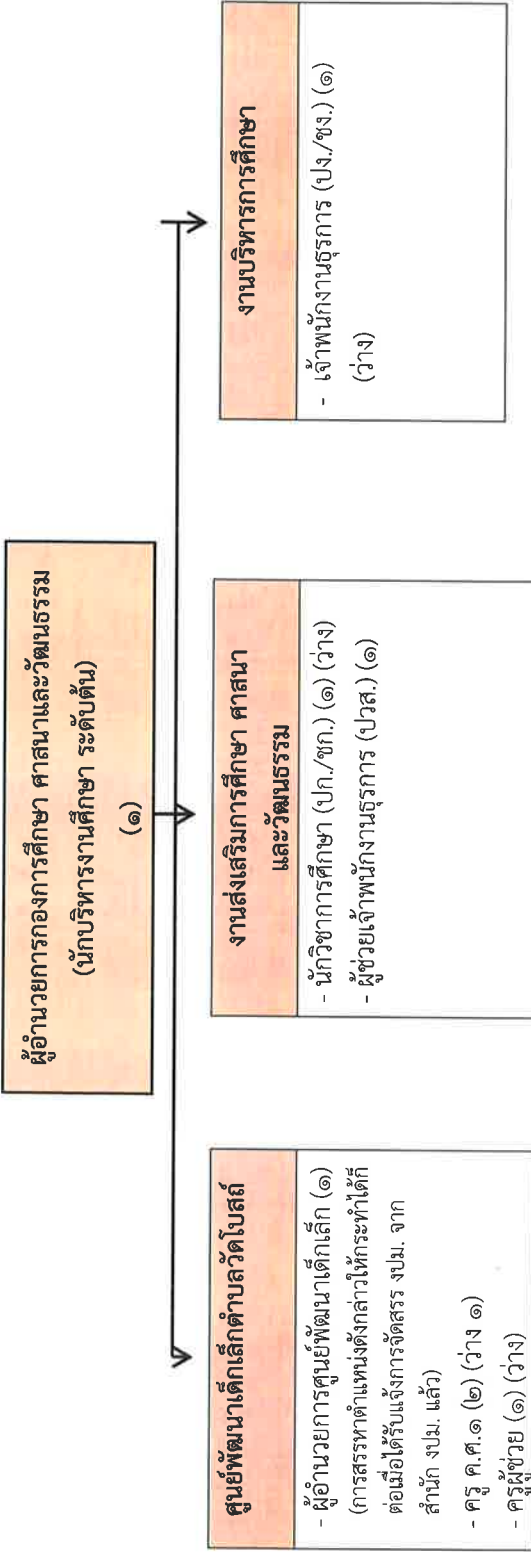 ผู้อำนวยการกองการศึกษา ศาสนาและวัฒนธรรม
(นักบริหารงานศึกษา ระดับต้น)
(๑)
ศูนย์พัฒนาเด็กเล็กตำบลวัดโบสถ์
- ผู้อำนวยการศูนย์พัฒนาเด็กเล็ก (๑)
(การสรรหาตำแหน่งดังกล่าวให้กระทำได้ก็
ต่อเมื่อได้รับแจ้งการจัดสรร งปม. จาก
สำนัก งปม. แล้ว)
- ครู ค.ศ.๑ (๒) (ว่าง ๑)
- ครูผู้ช่วย (๑) (ว่าง)
งานส่งเสริมการศึกษา ศาสนา
และวัฒนธรรม
- นักวิชาการศึกษา (ปก./ชก.) (๑) (ว่าง)
- ผู้ช่วยเจ้าพนักงานธุรการ (ปวส.) (๑)
งานบริหารการศึกษา
- เจ้าพนักงานธุรการ (ปง./ชง.) (๑)
(ว่าง)